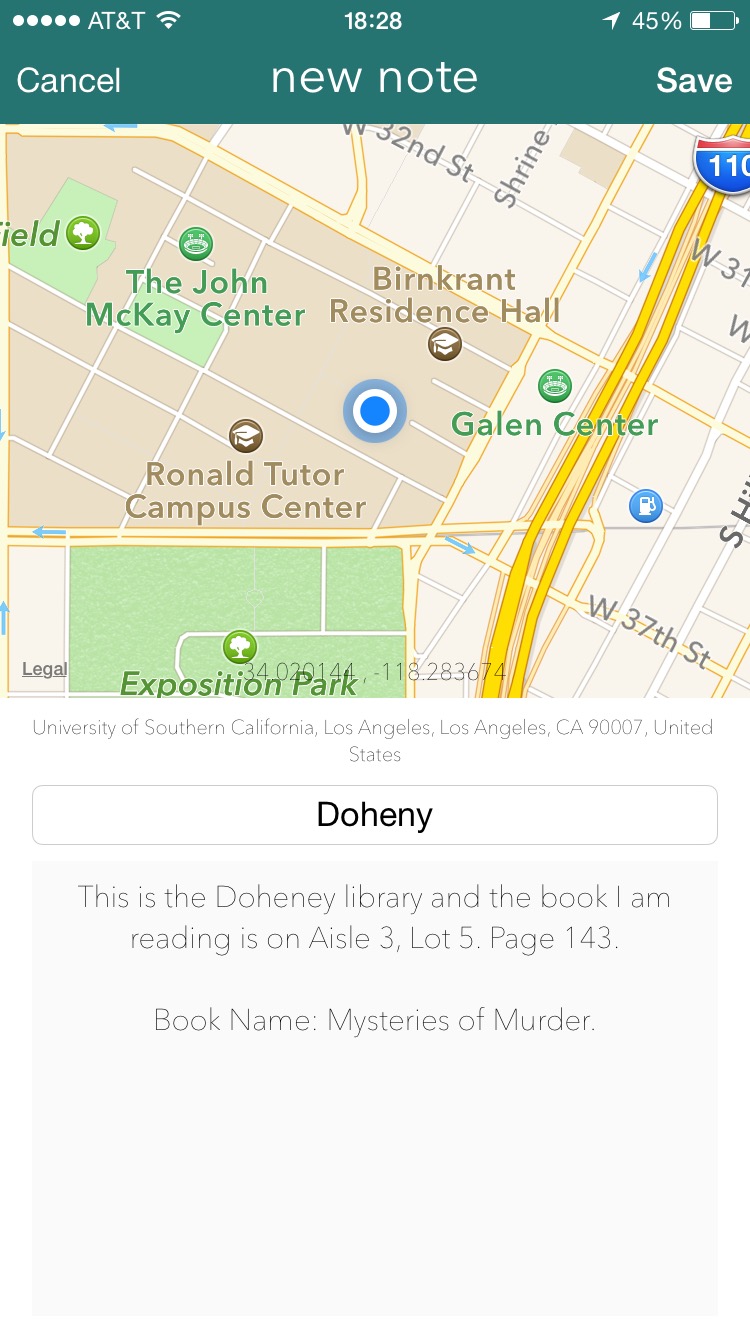 AT&T 18:28 45%
Cancel new note Save
W 32nd St
Shrine
110
ield
The John
McKay Center
Birnkrant
Residence Hall
W 31
W
Galen Center
Ronald Tutor
Campus Center
S Hil
W 37th St
Legal
34.020144 , -118.283674
Exposition Park
University of Southern California, Los Angeles, Los Angeles, CA 90007, United
States
Doheny
This is the Doheney library and the book I am
reading is on Aisle 3, Lot 5. Page 143.
Book Name: Mysteries of Murder.